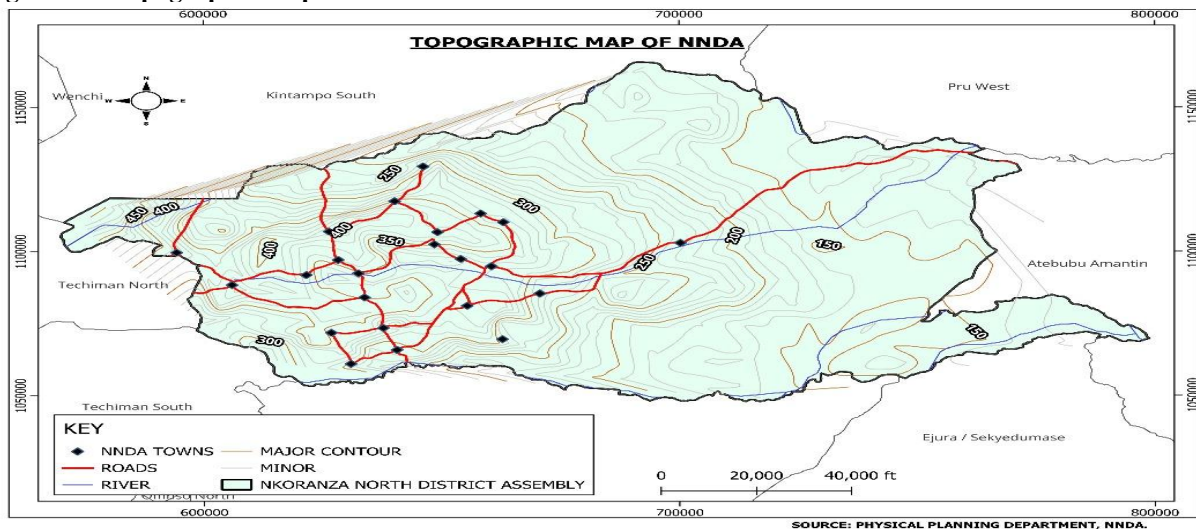 600000 700000 800000
TOPOGRAPHIC MAP OF NNDA
Wenchi
Kintampo South
Pru West
N
W E
S
1150000 1150000
250
450
400
300
400
400
350
200
150
250
1100000 1100000
Techiman North
Atebubu Amantin
300
150
Techiman South
1050000 1050000
Ejura / Sekyedumase
KEY
NNDA TOWNS MAJOR CONTOUR
ROADS MINOR
RIVER NKORANZA NORTH DISTRICT ASSEMBLY
0 20,000 40,000 ft
600000 700000 800000
SOURCE: PHYSICAL PLANNING DEPARTMENT, NNDA.